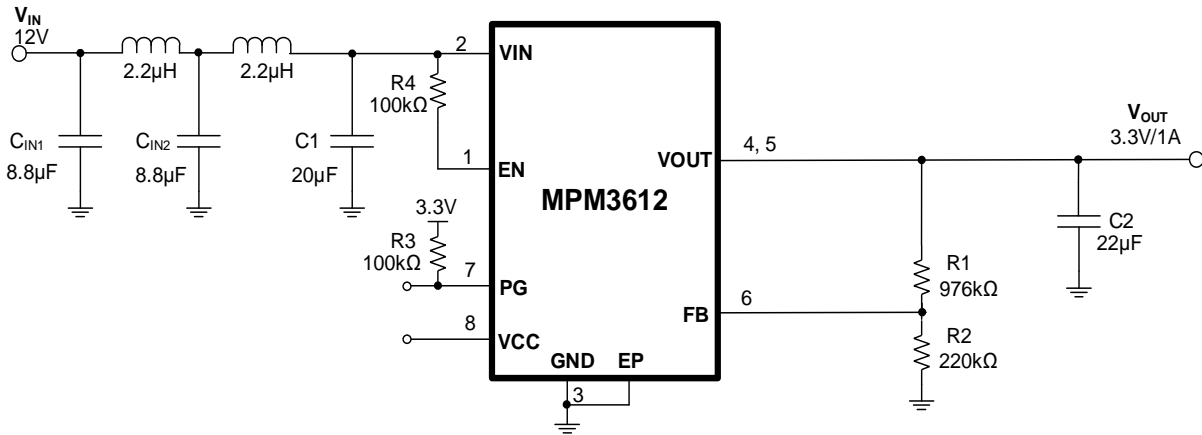 VIN
12V
2.2µH
2.2µH
CIN1
8.8µF
CIN2
8.8µF
C1
20µF
R4
100kΩ
3.3V
R3
100kΩ
2
VIN
1
EN
7
PG
8
VCC
MPM3612
GND
EP
3
VOUT
4, 5
FB
6
R1
976kΩ
R2
220kΩ
C2
22µF
VOUT
3.3V/1A